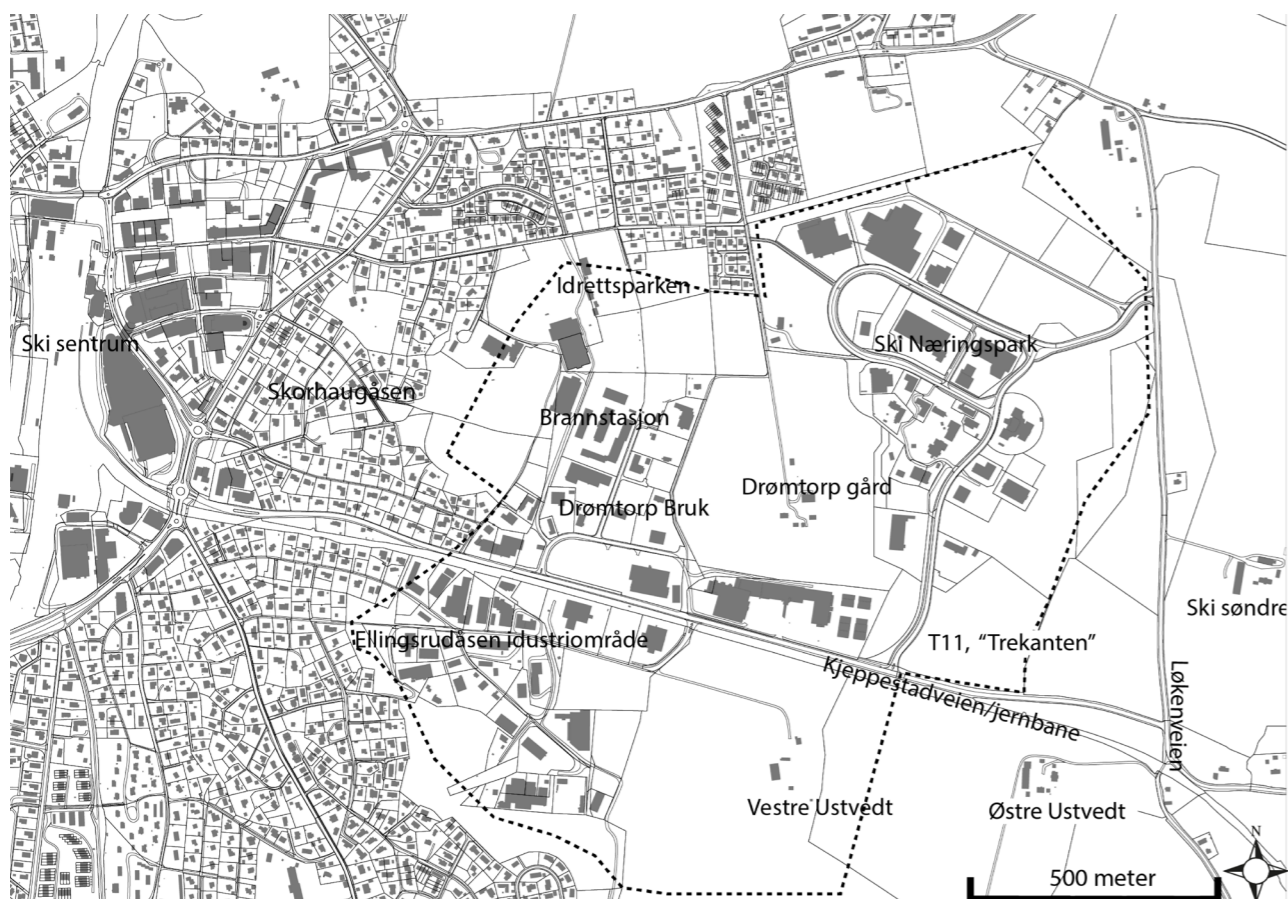 Idrettsparken
Ski sentrum
Ski Næringspark
Skorhaugåsen
Brannstasjon
Drømtorp gård
Drømtorp Bruk
Ski søndre
Ellingsrudåsen idustriområde
T11, “Trekanten”
Kjeppestadveien/jernbane
Løkenveien
Vestre Ustvedt
Østre Ustvedt
N
500 meter